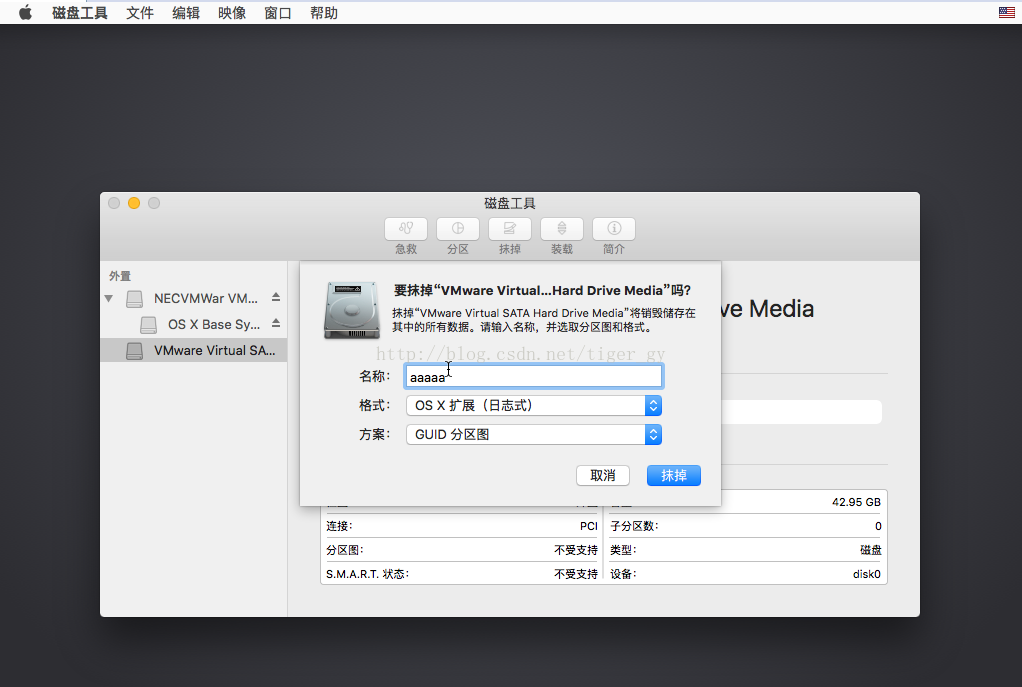 磁盘工具 文件 编辑 映像 窗口 帮助
磁盘工具
急救 分区 抹掉 装载 简介
外置
NECVMWar VM...
OS X Base Sy...
VMware Virtual SA...
ve Media
要抹掉“VMware Virtual...Hard Drive Media”吗?
抹掉“VMware Virtual SATA Hard Drive Media”将销毁储存在
其中的所有数据。请输入名称，并选取分区图和格式。
http://blog.csdn.net/tiger_gy
名称： aaaaa
格式： OS X 扩展（日志式）
方案： GUID 分区图
取消 抹掉
42.95 GB
连接： PCI 子分区数： 0
分区图： 不受支持 类型： 磁盘
S.M.A.R.T. 状态： 不受支持 设备： disk0